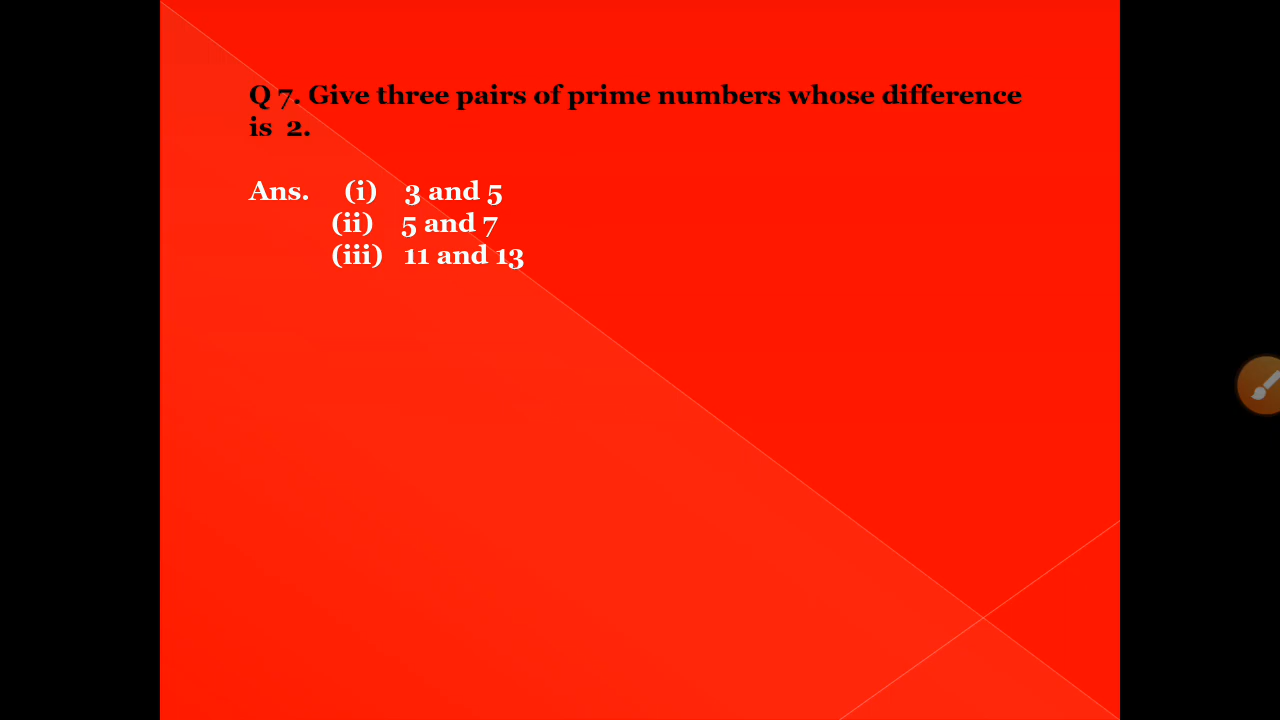 Q 7. Give three pairs of prime numbers whose difference
is 2.
Ans. (i) 3 and 5
(ii) 5 and 7
(iii) 11 and 13